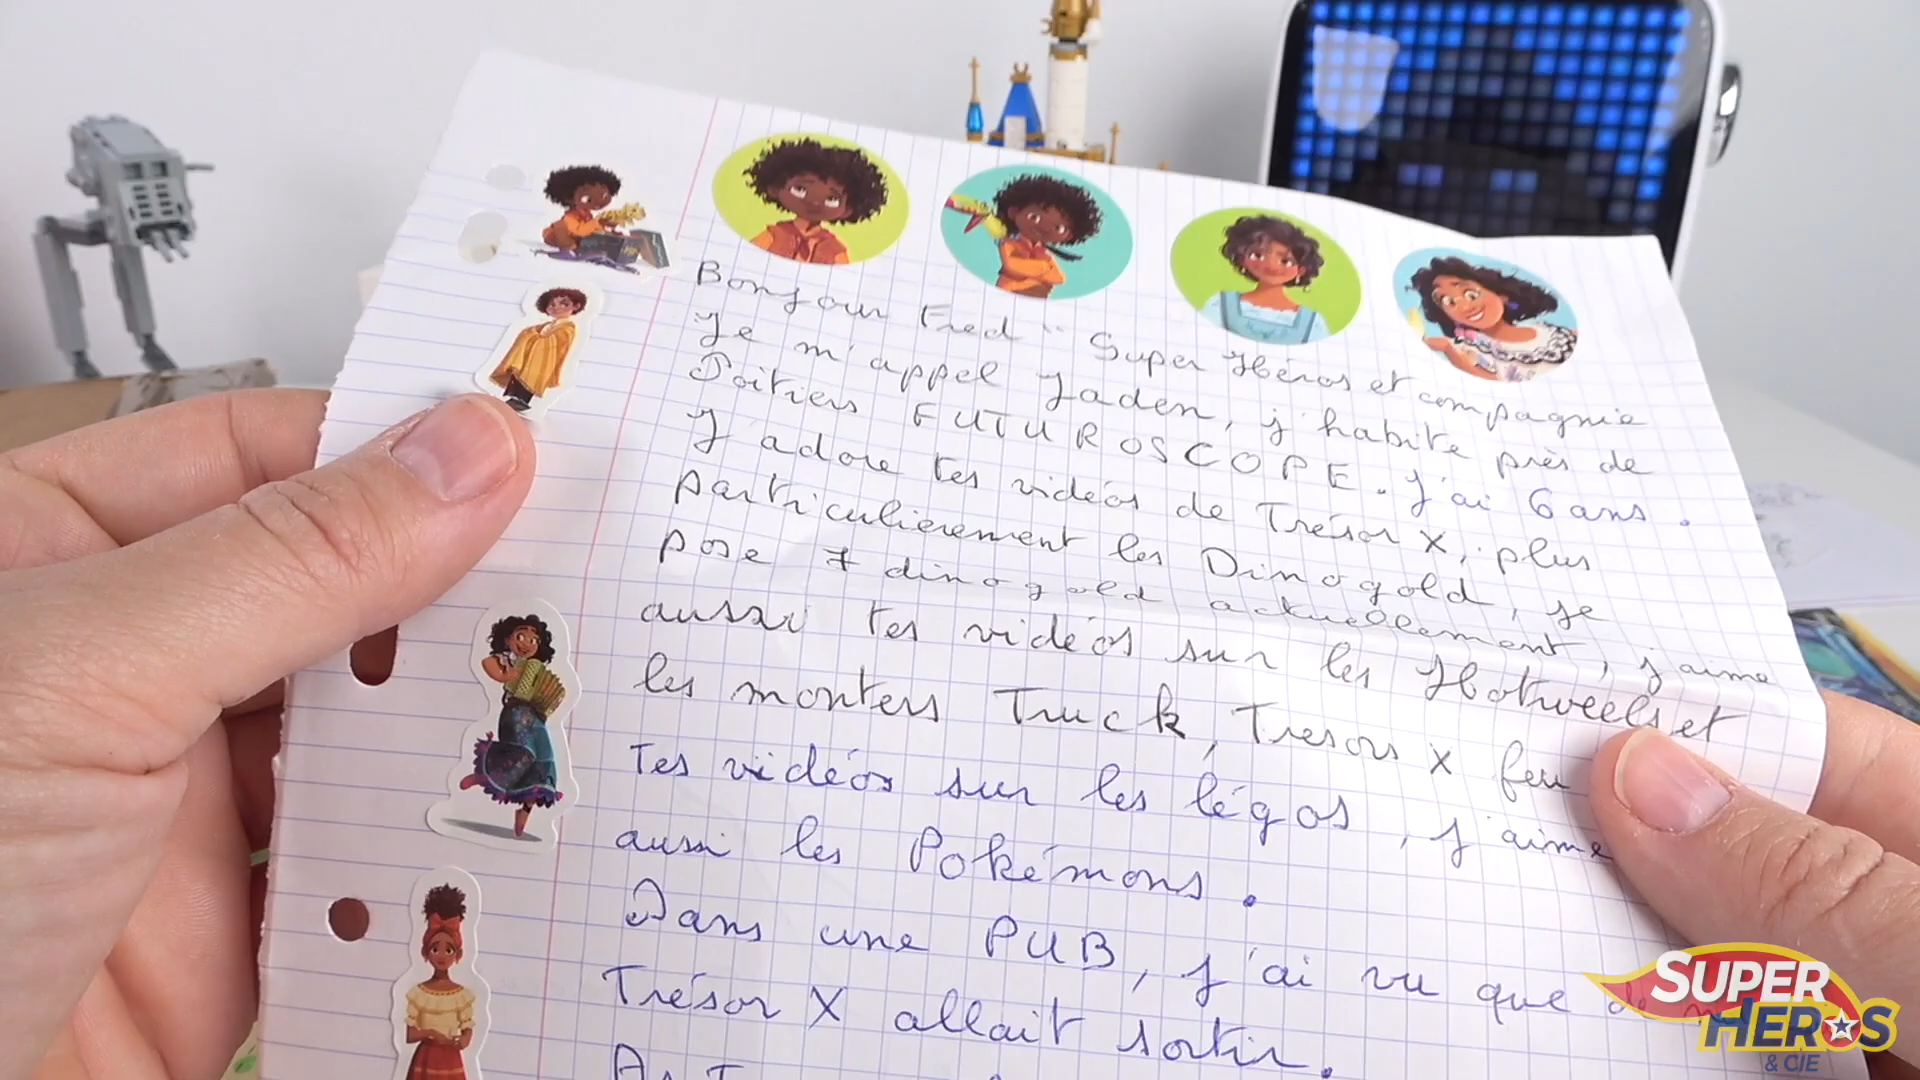 Bonjour Fred " Super Héros et compagnie
Je m'appel Jaden, j'habite près de
Poitiers FUTUROSCOPE. J'ai 6 ans.
J'adore tes vidéos de Trésor X, plus
particulierement les Dinogold, je
pose 7 dinogold actuellement, j'aime
aussi tes vidéos sur les Hotweels et
les monters Truck, Tresors X feu
Tes vidéos sur les légos, j'aime
aussi les Pokémons.
Dans une PUB, j'ai vu que
Trésor X allait sortir.
SUPER
HEROS
& CIE